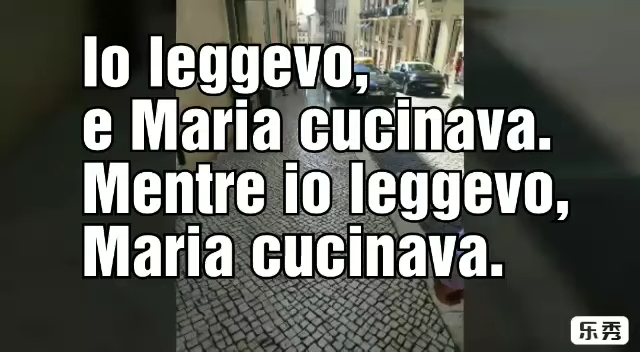 Io leggevo,
e Maria cucinava.
Mentre io leggevo,
Maria cucinava.
乐秀